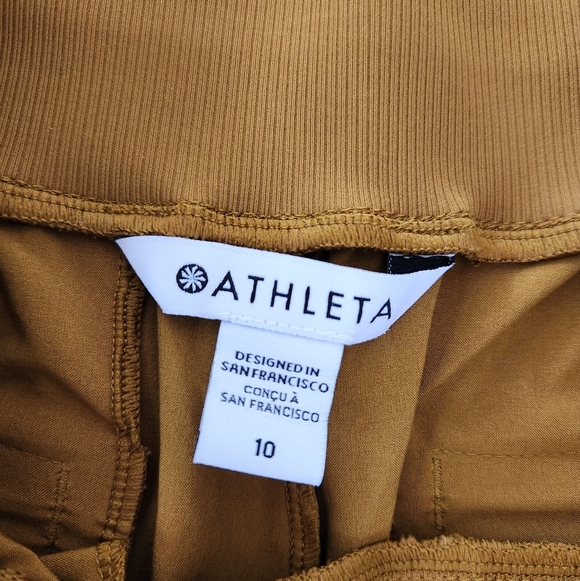 ATHLETA
DESIGNED IN
SAN FRANCISCO
CONÇU À
SAN FRANCISCO
10